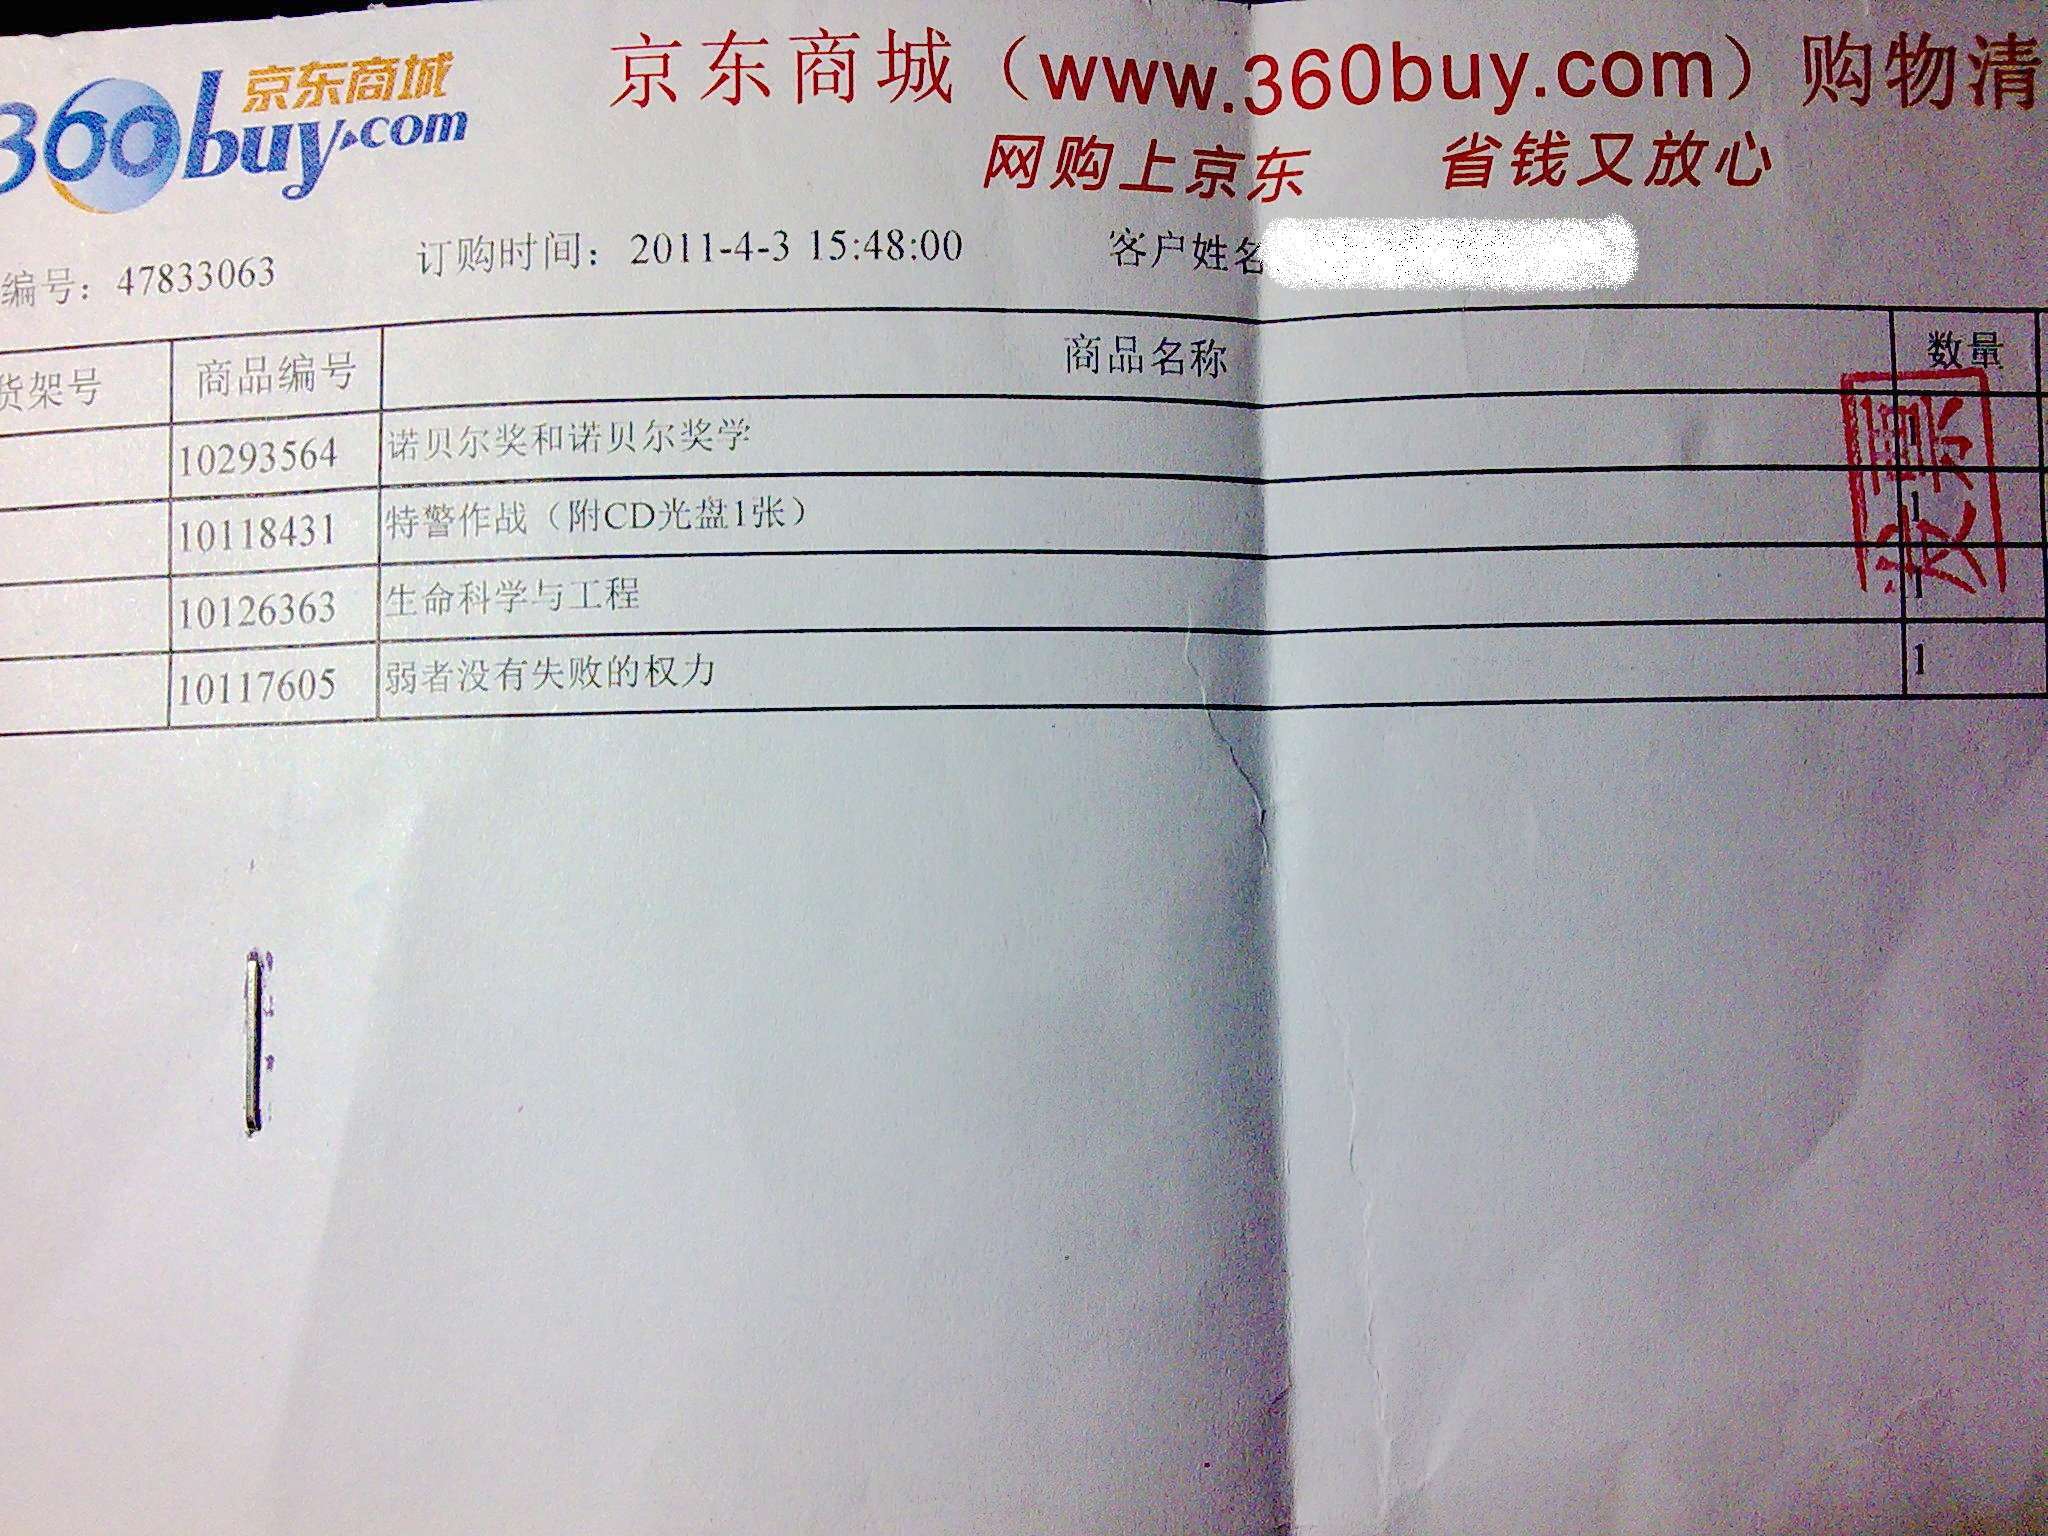 京东商城
360buy.com
京东商城（www.360buy.com）购物清
网购上京东 省钱又放心
编号：47833063 订购时间：2011-4-3 15:48:00 客户姓名
货架号 商品编号 商品名称 数量
10293564 诺贝尔奖和诺贝尔奖学 1
10118431 特警作战（附CD光盘1张） 1
10126363 生命科学与工程 1
10117605 弱者没有失败的权力 1